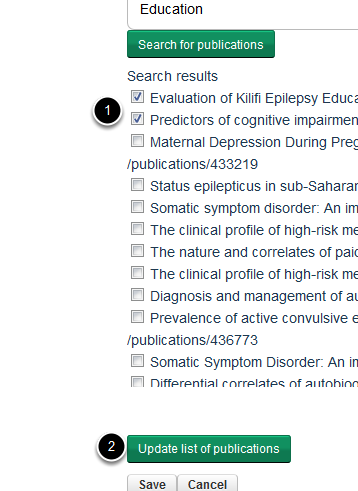 Education
Search for publications
Search results
Evaluation of Kilifi Epilepsy Educa
1
Predictors of cognitive impairmen
Maternal Depression During Preg
/publications/433219
Status epilepticus in sub-Saharan
Somatic symptom disorder: An im
The clinical profile of high-risk me
The nature and correlates of paid
The clinical profile of high-risk me
Diagnosis and management of au
Prevalence of active convulsive e
/publications/436773
Somatic Symptom Disorder: An im
Differential correlates of autobiog
2
Update list of publications
Save Cancel